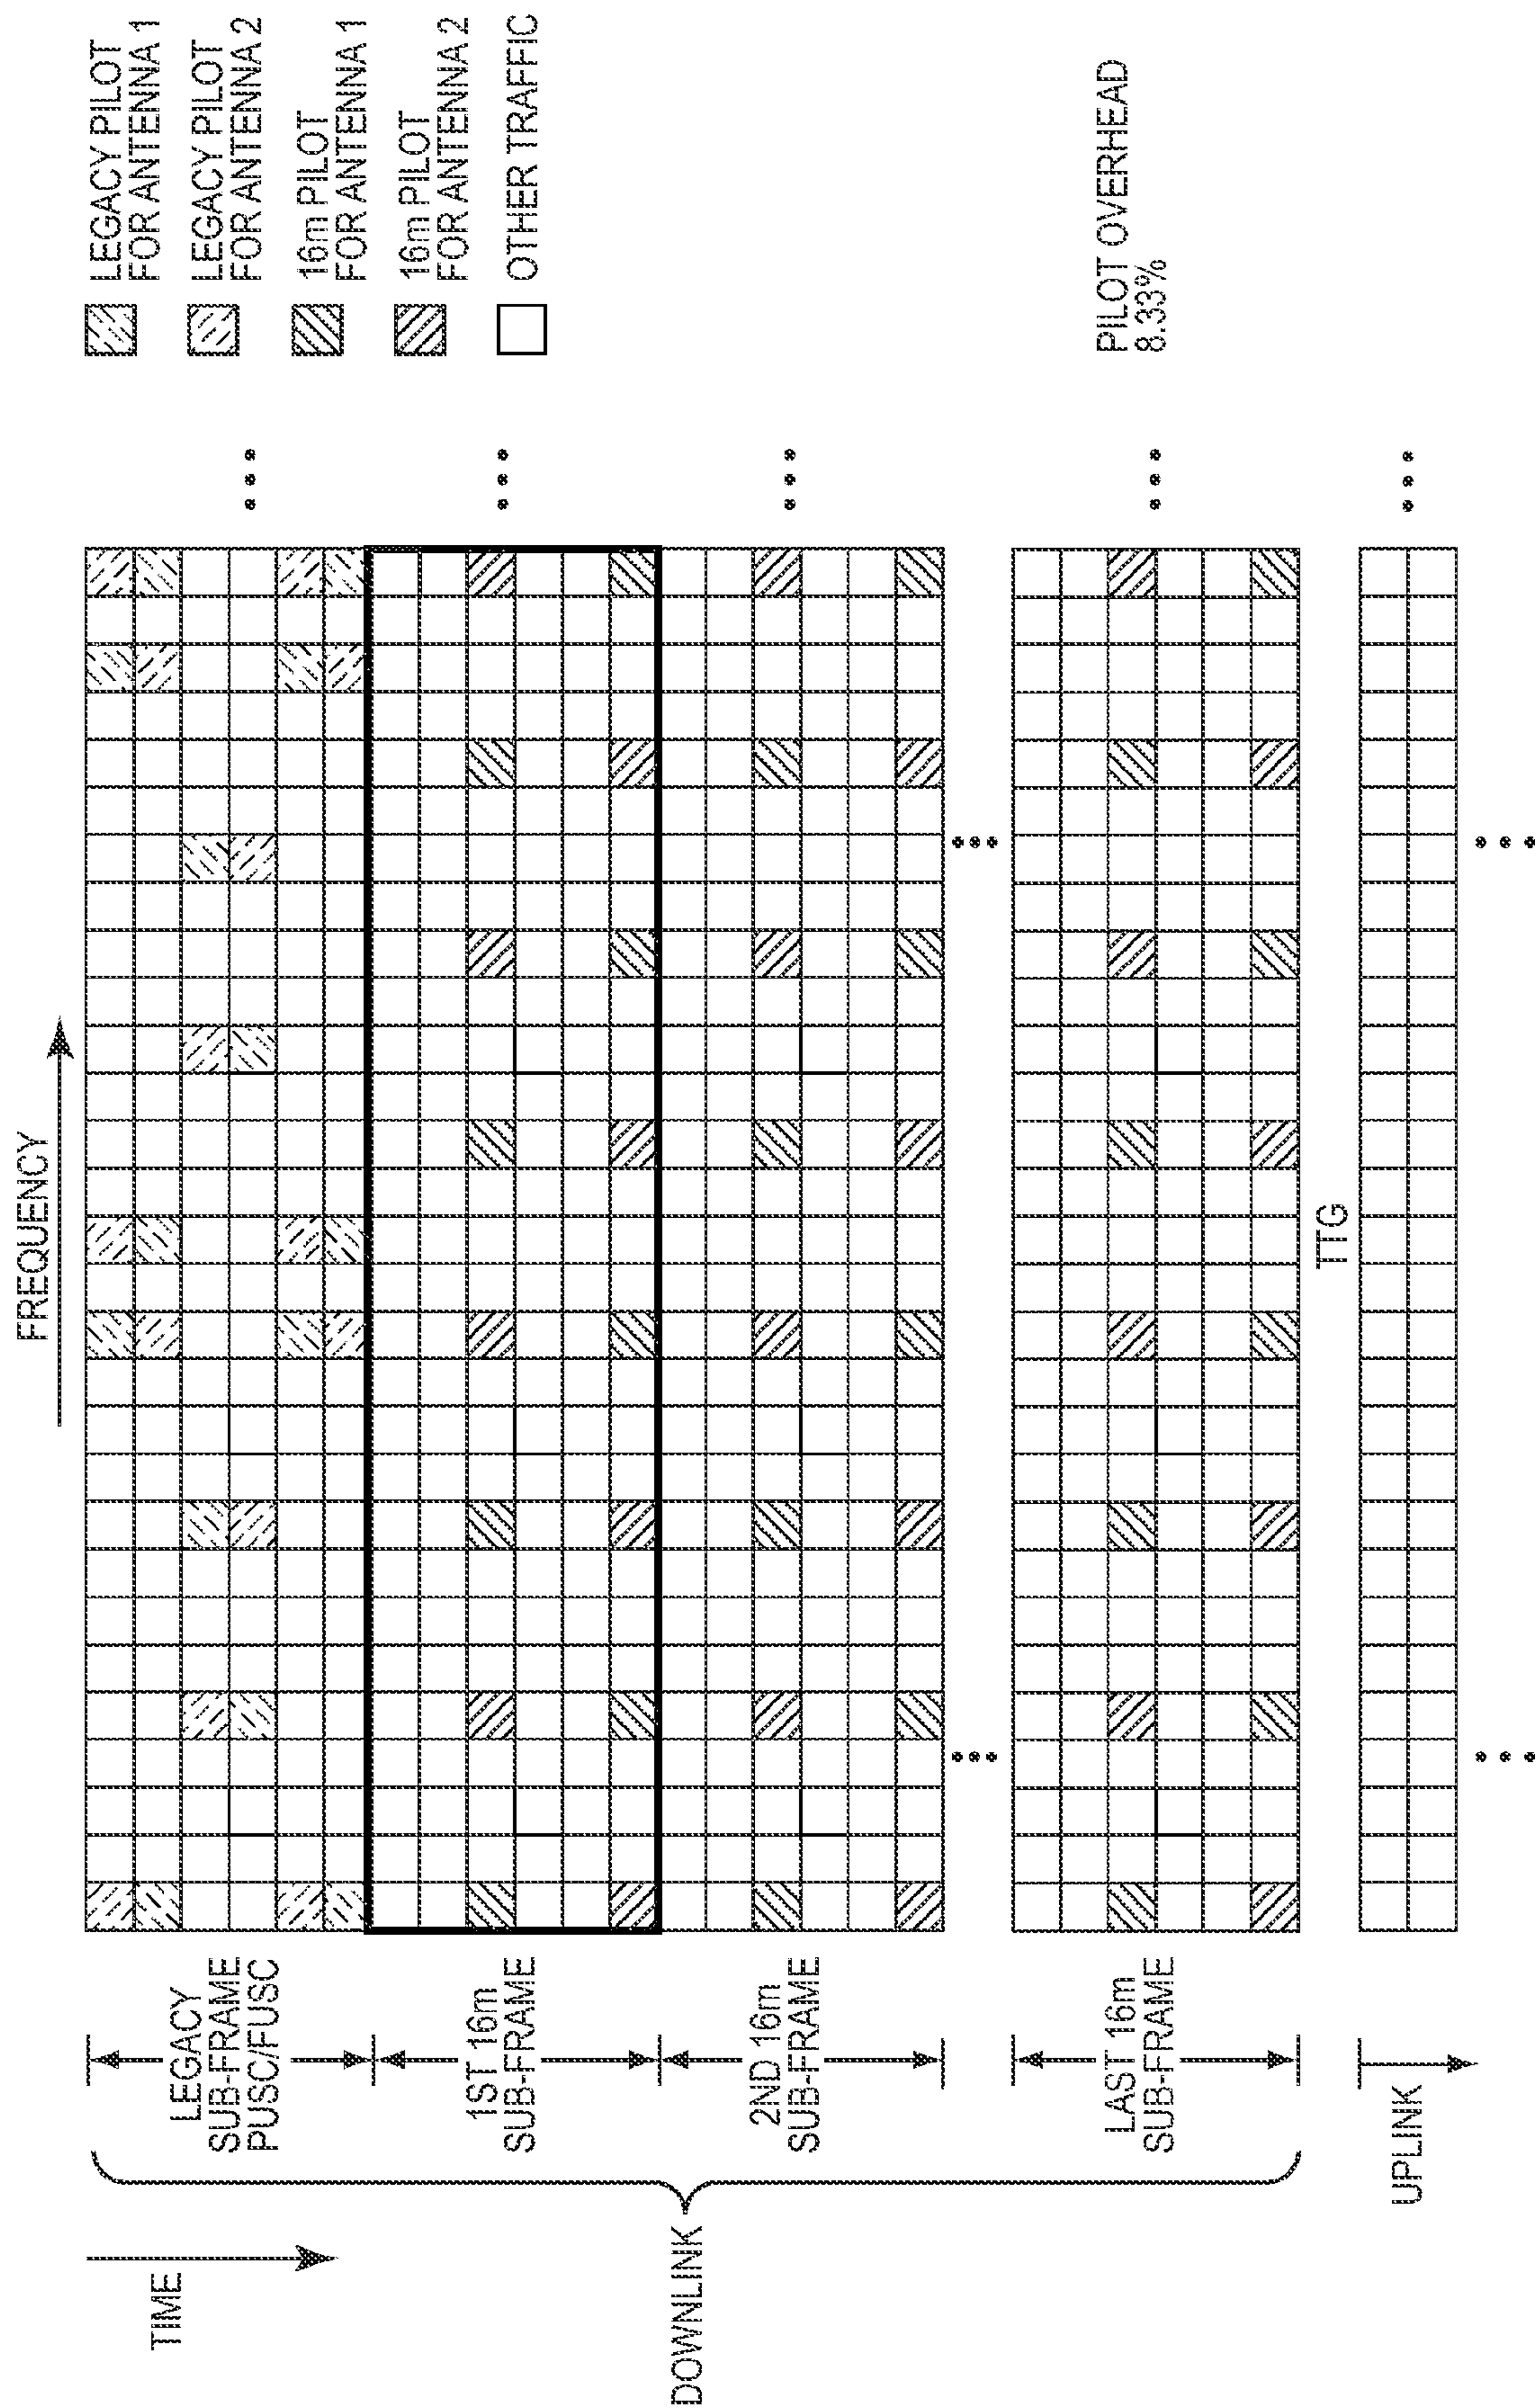 FREQUENCY
TIME
DOWNLINK
LEGACY
SUB-FRAME
PUSC/FUSC
1ST 16m
SUB-FRAME
2ND 16m
SUB-FRAME
LAST 16m
SUB-FRAME
TTG
UPLINK
LEGACY PILOT
FOR ANTENNA 1
LEGACY PILOT
FOR ANTENNA 2
16m PILOT
FOR ANTENNA 1
16m PILOT
FOR ANTENNA 2
OTHER TRAFFIC
PILOT OVERHEAD
8.33%